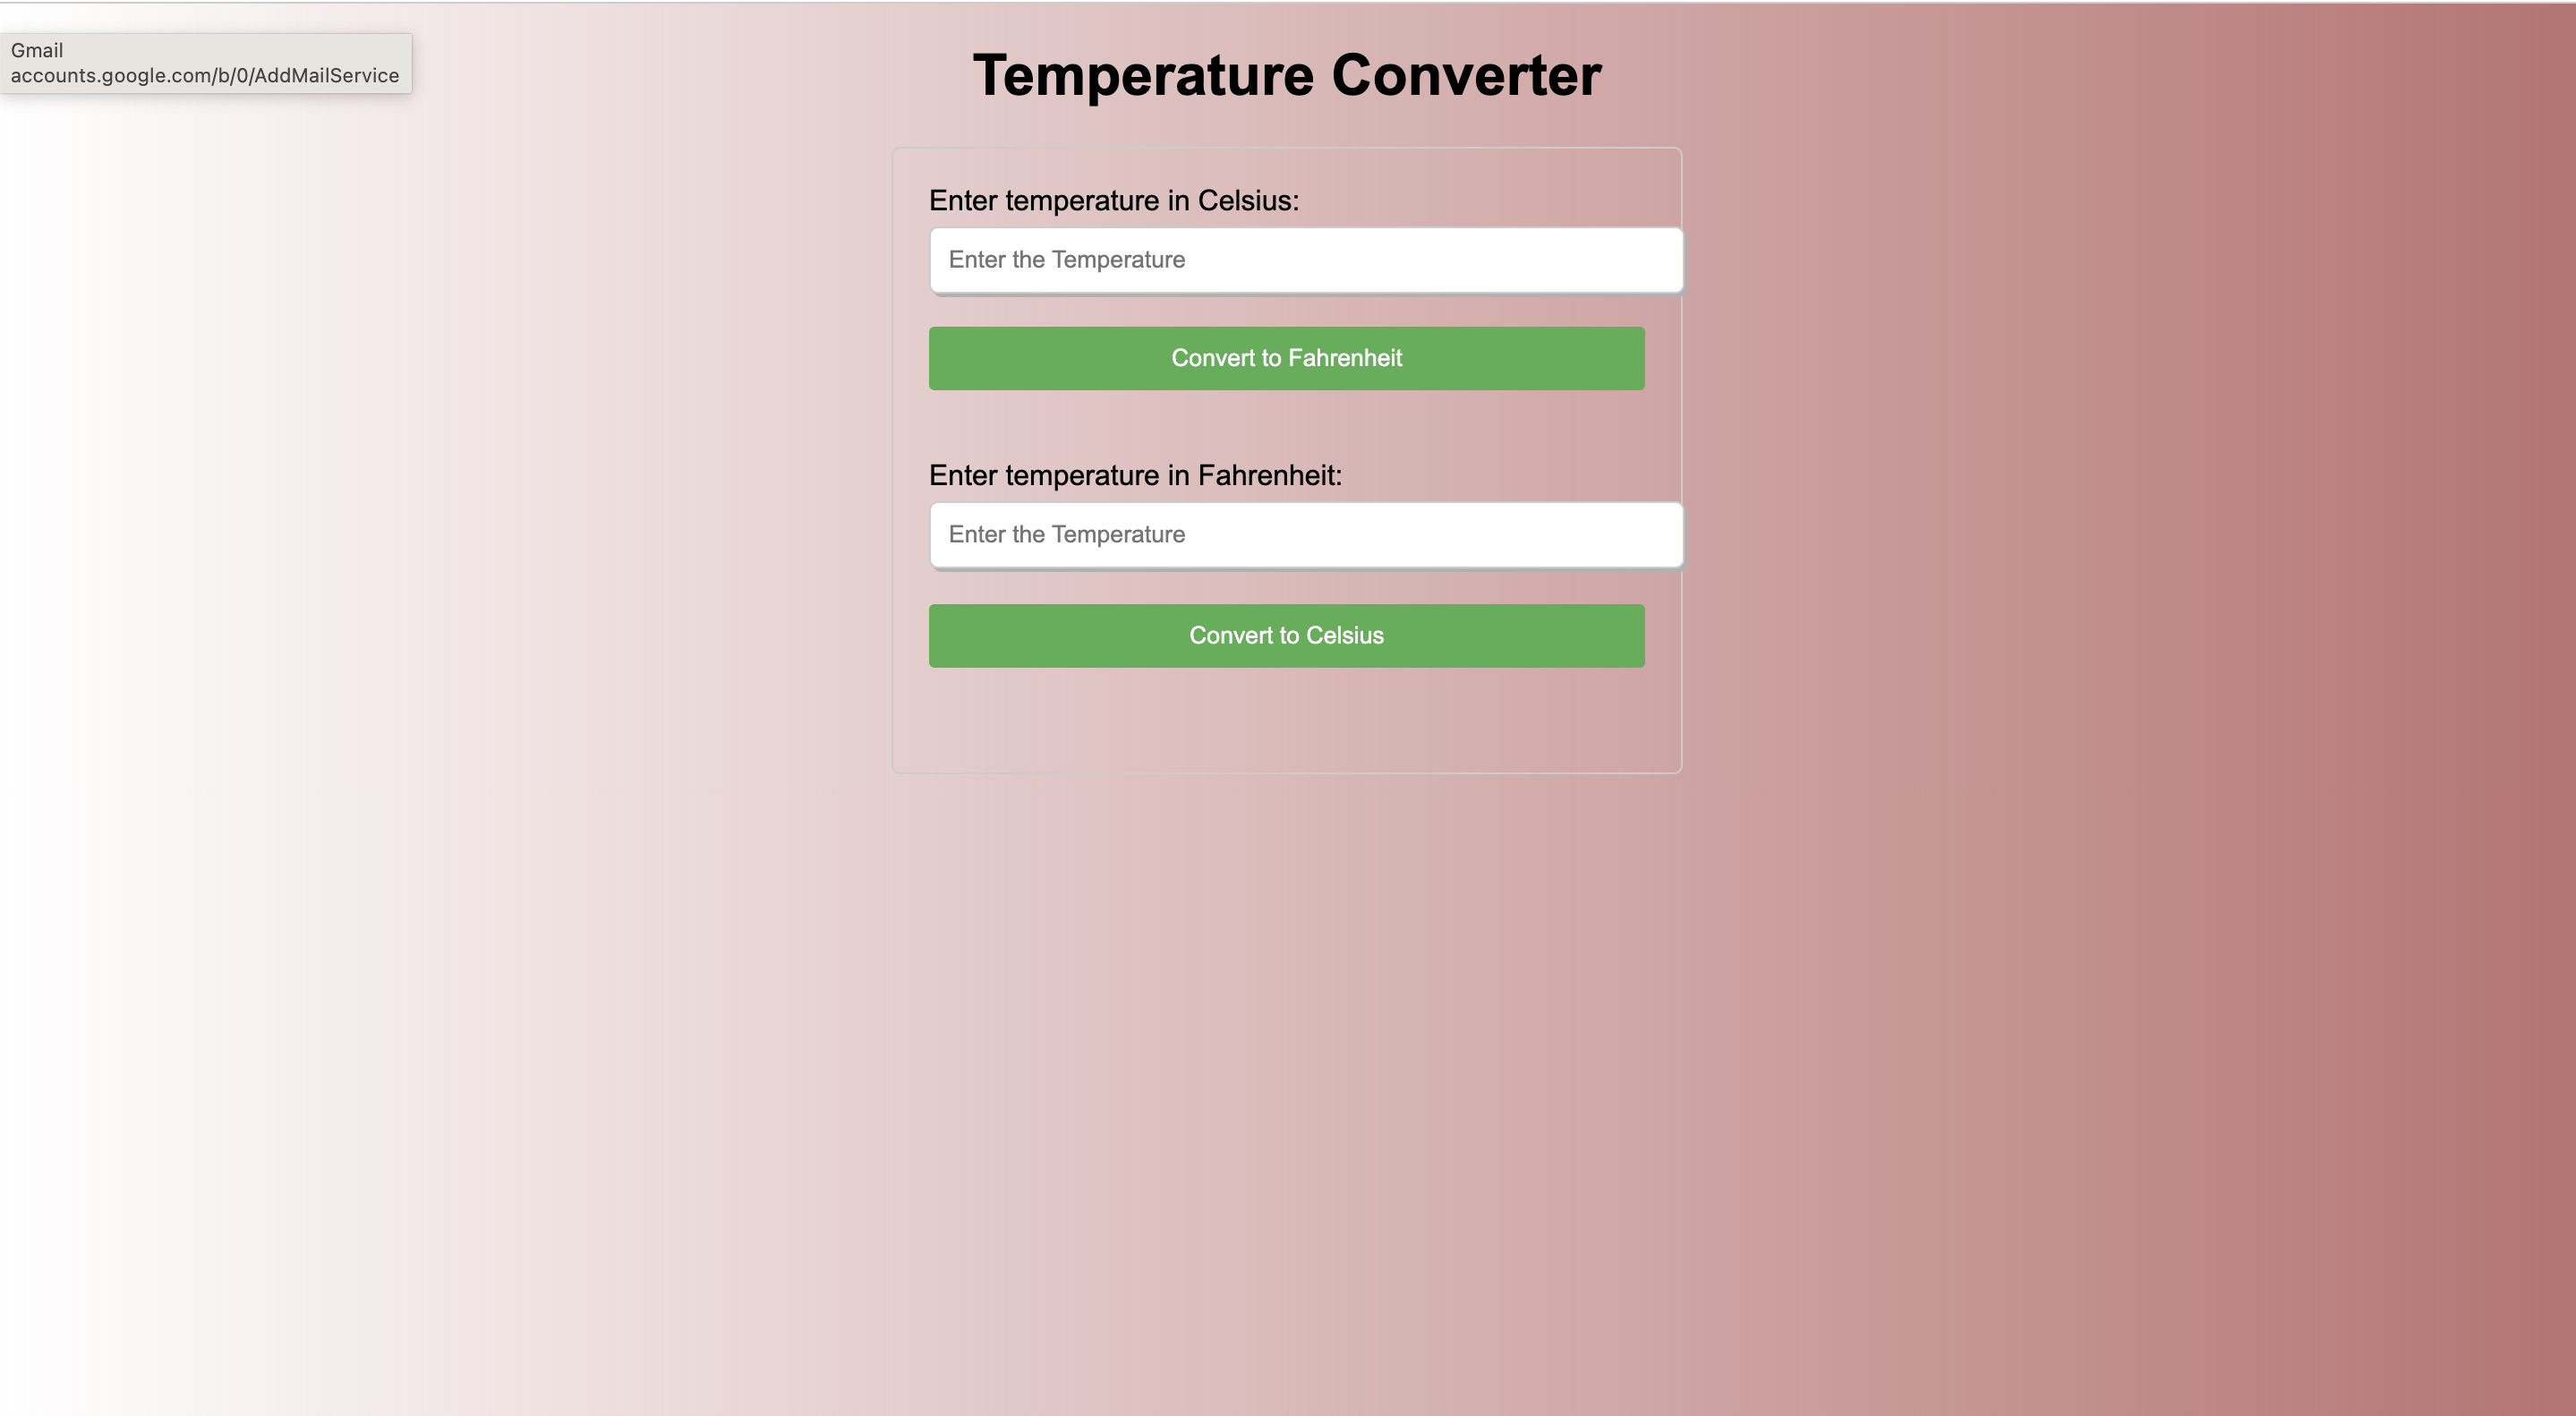 Gmail
accounts.google.com/b/0/AddMailService
Temperature Converter
Enter temperature in Celsius:
Enter the Temperature
Convert to Fahrenheit
Enter temperature in Fahrenheit:
Enter the Temperature
Convert to Celsius